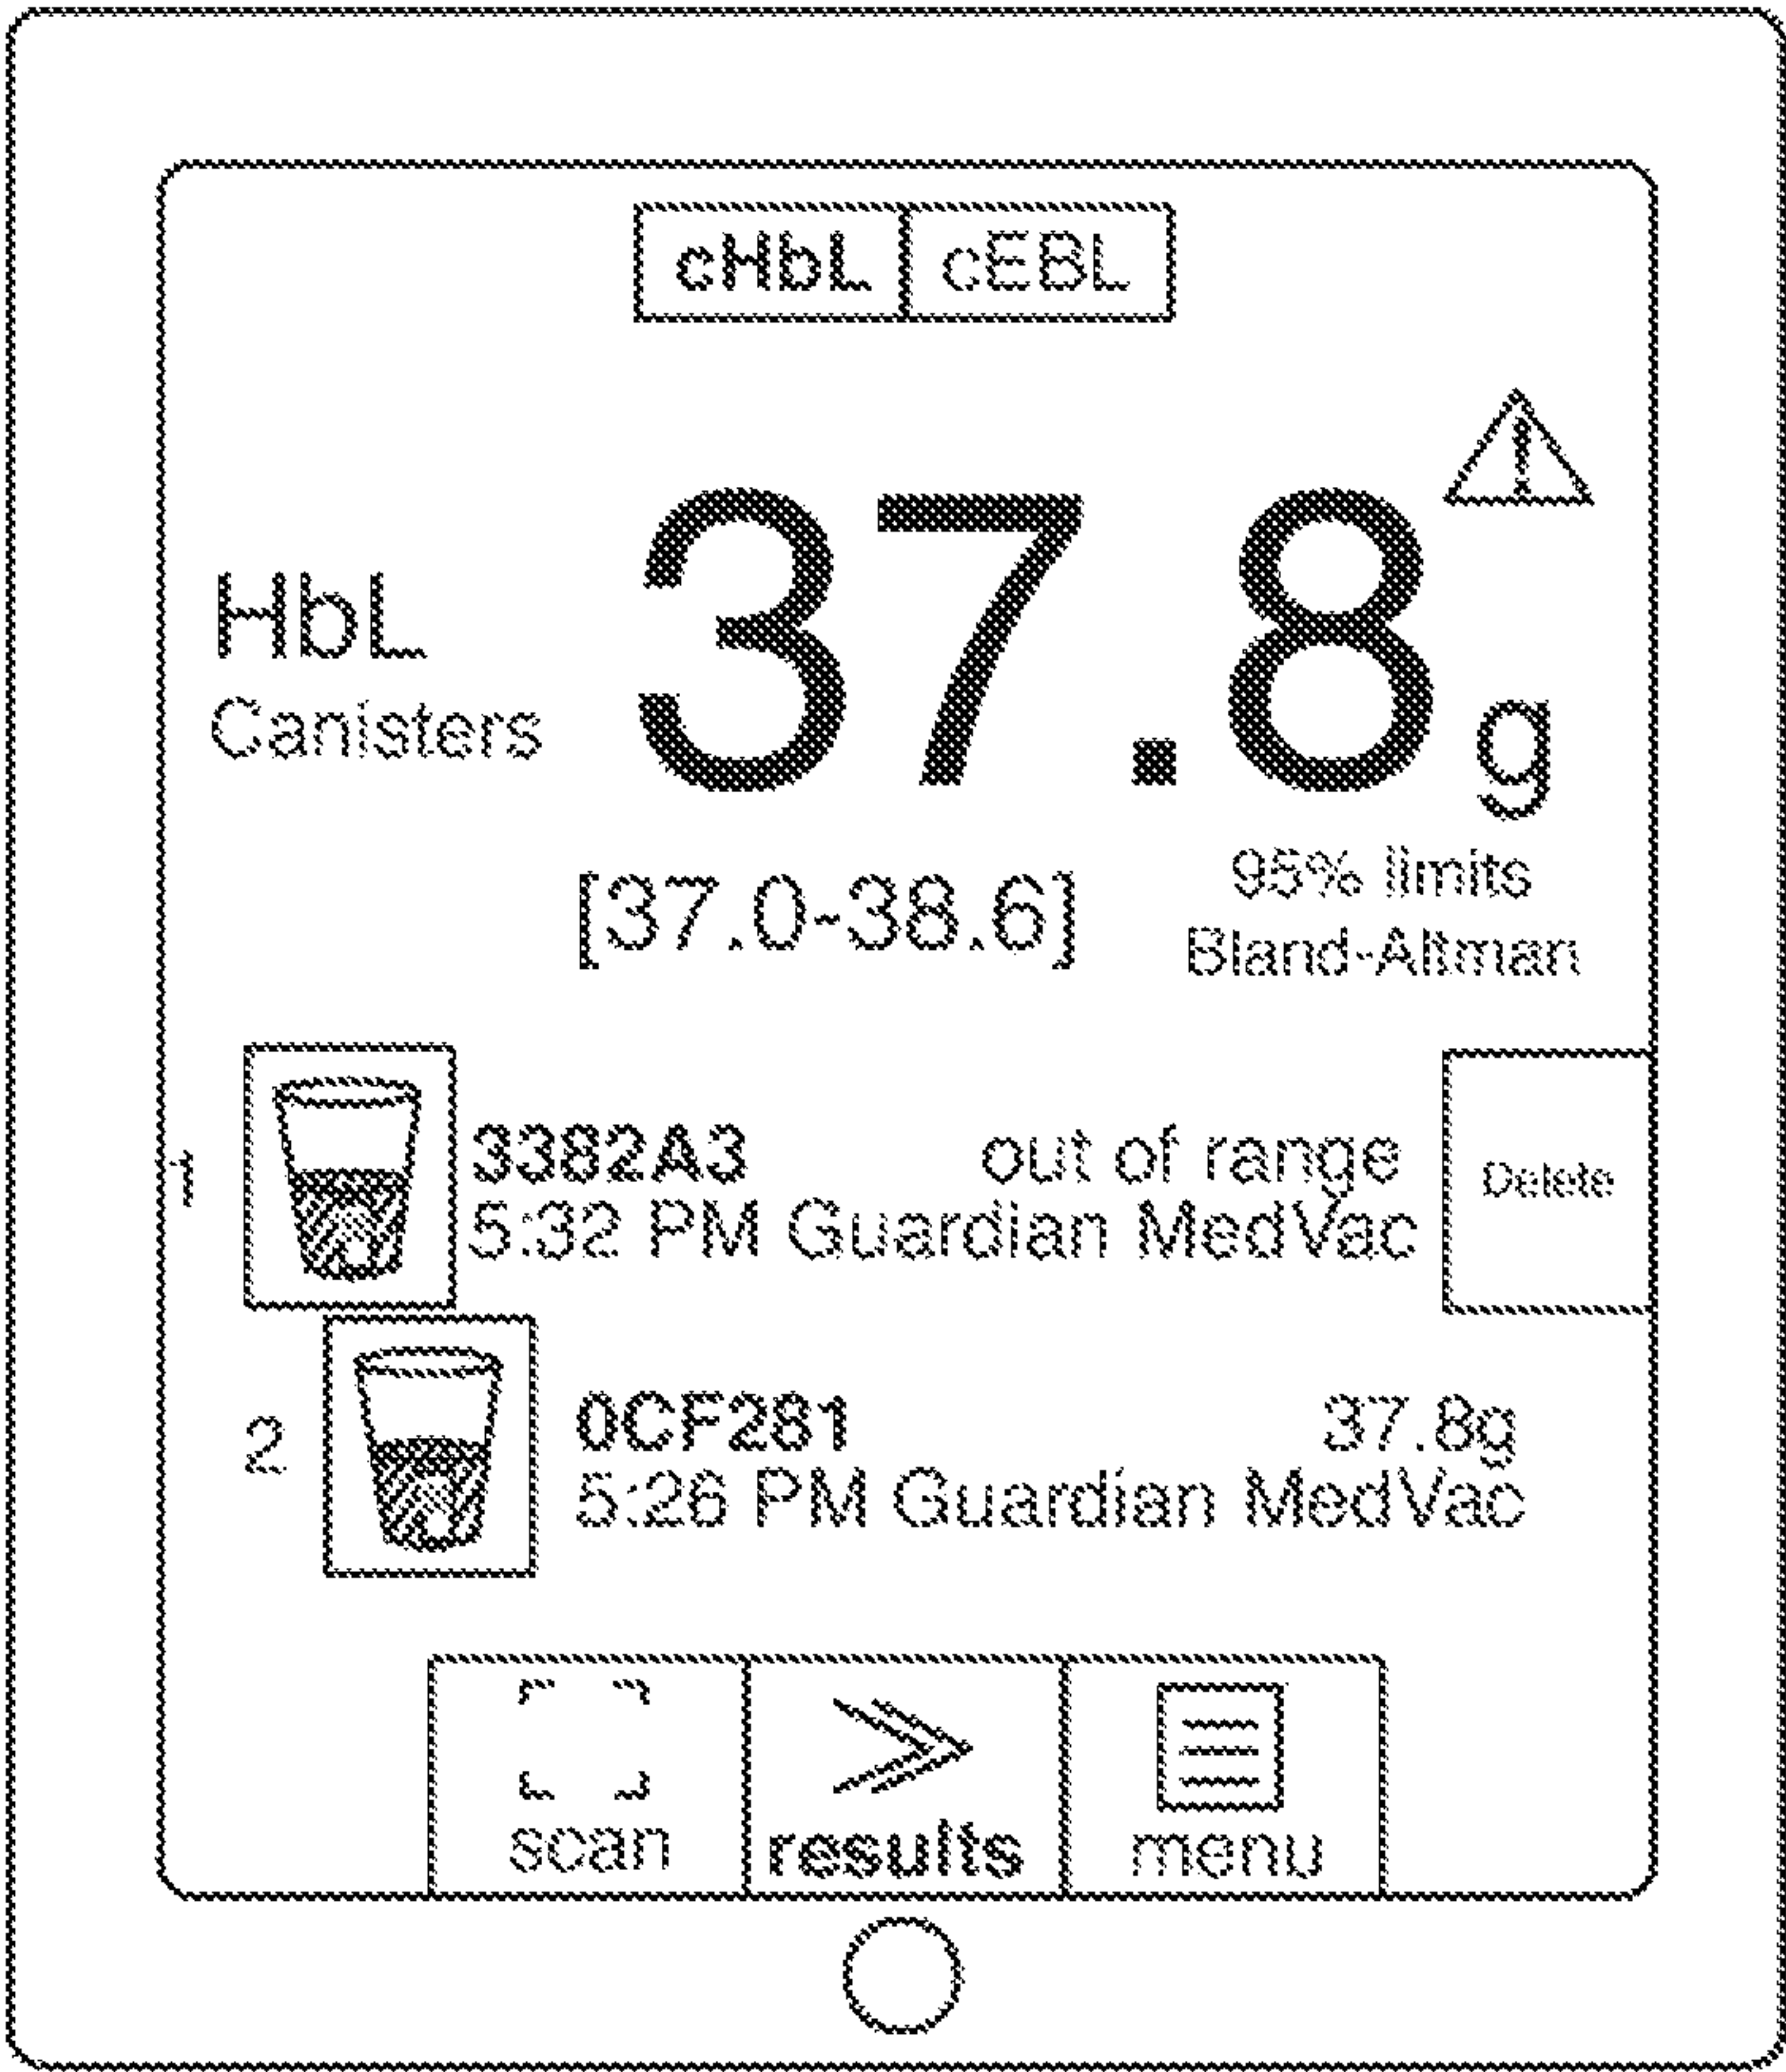 cHbL cEBL
37.8 g
HbL
Canisters
[37.0-38.6]
95% limits
Bland-Altman
1
3382A3 out of range
5:32 PM Guardian MedVac
Delete
2
0CF281 37.8g
5:26 PM Guardian MedVac
scan results menu